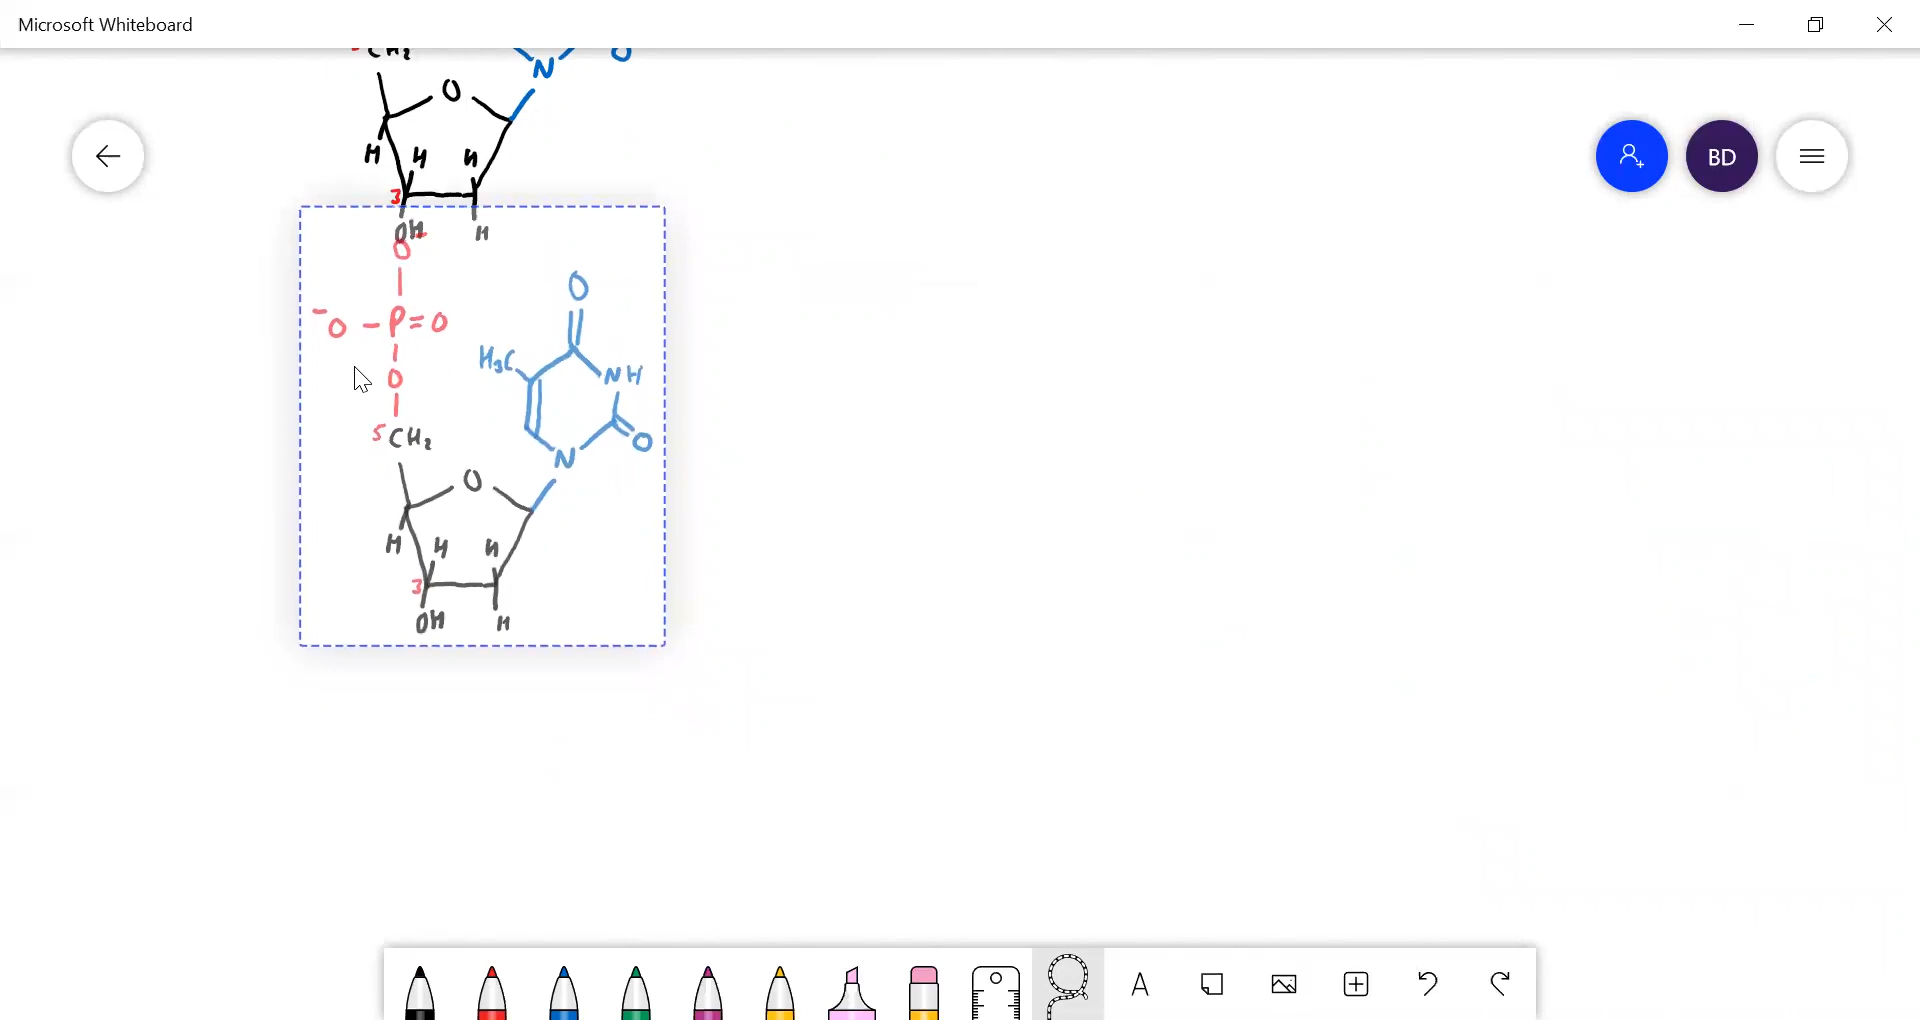 Microsoft Whiteboard
CH₂
N
O
O
H H H
3
OH H
O⁻
⁻O - P = O
O
O
H₃C
NH
O
N
⁵CH₂
O
H H H
3
OH H
BD
A